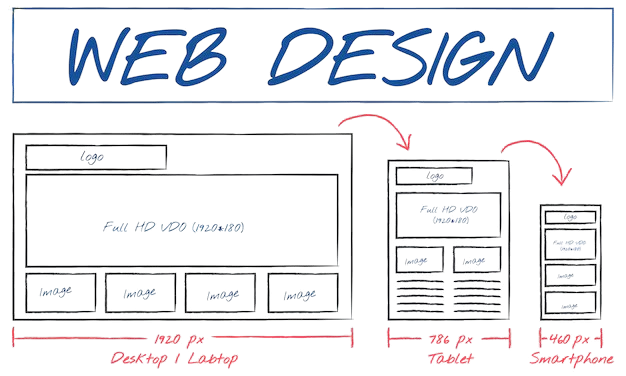 WEB DESIGN
logo
Full HD VDO (1920x180)
Image
Image
Image
Image
1920 px
Desktop / Labtop
logo
Full HD VDO
(1920x180)
Image
Image
786 px
Tablet
logo
Full HD VDO
(1920x180)
Image
Image
460 px
Smartphone